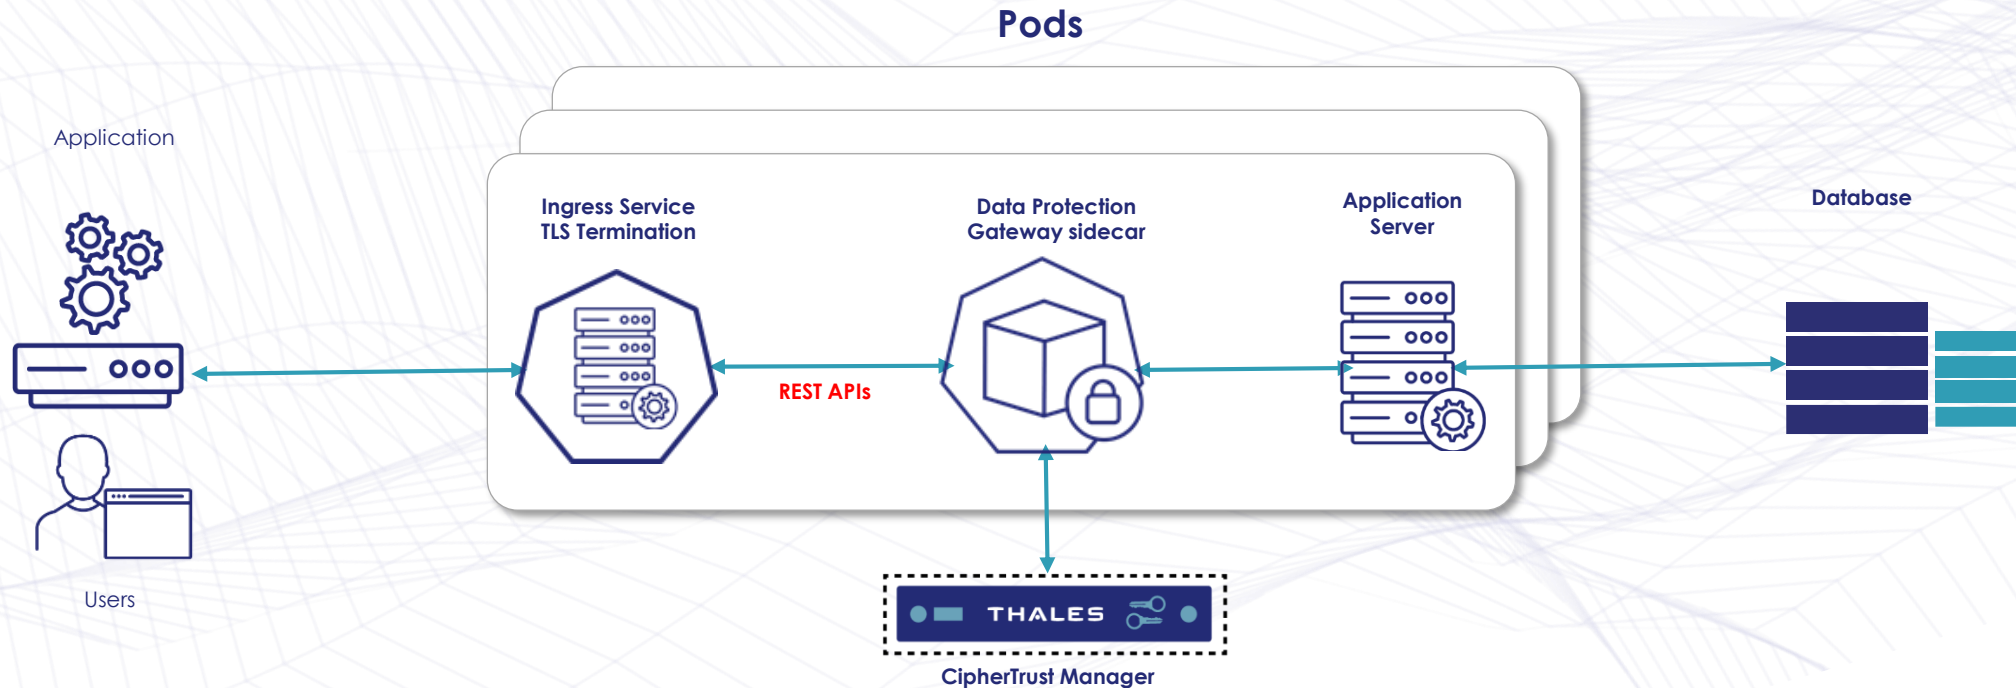 Pods
Application
Ingress Service
TLS Termination
Data Protection
Gateway sidecar
Application
Server
Database
REST APIs
Users
THALES
CipherTrust Manager